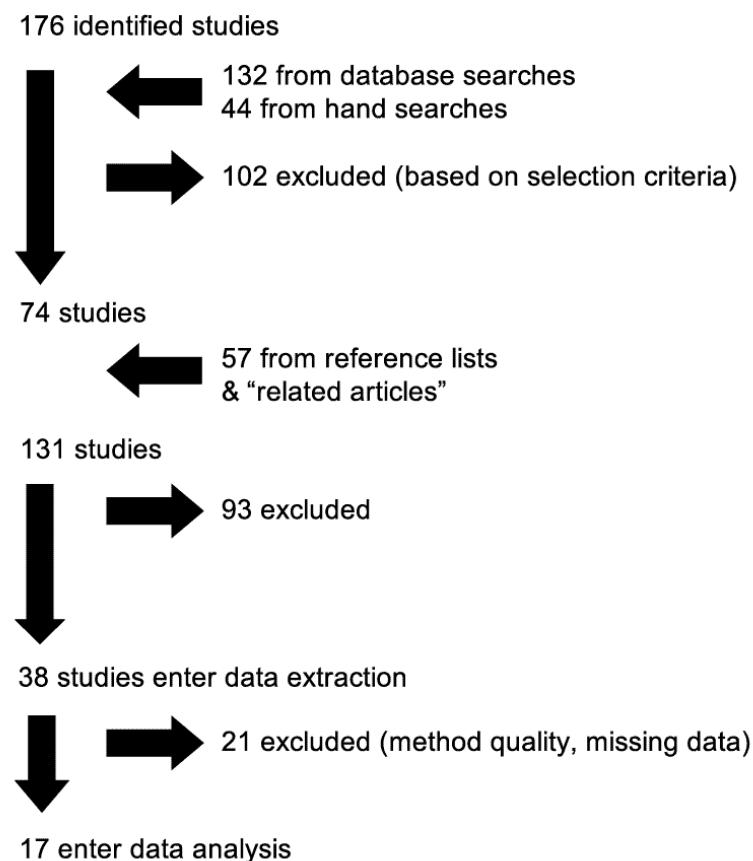 176 identified studies
132 from database searches
44 from hand searches
102 excluded (based on selection criteria)
74 studies
57 from reference lists
& “related articles”
131 studies
93 excluded
38 studies enter data extraction
21 excluded (method quality, missing data)
17 enter data analysis